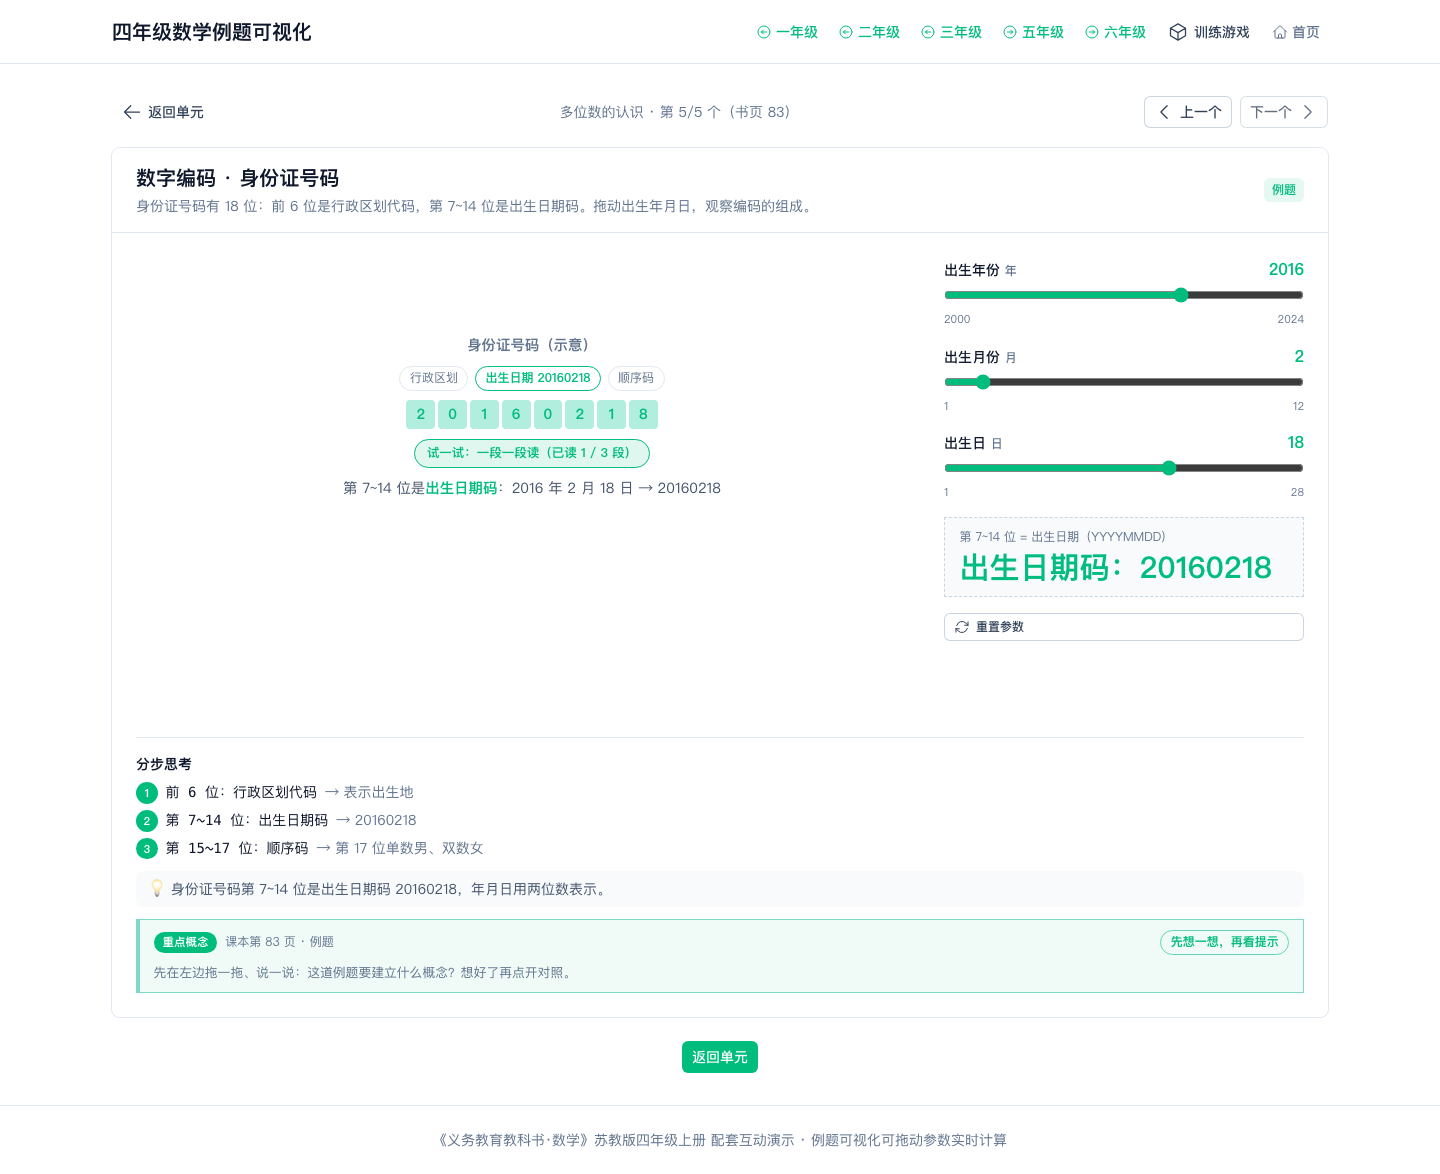 四年级数学例题可视化
一年级 二年级 三年级 五年级 六年级 训练游戏 首页
返回单元
多位数的认识 · 第 5/5 个（书页 83）
上一个 下一个
数字编码 · 身份证号码
身份证号码有 18 位：前 6 位是行政区划代码，第 7~14 位是出生日期码。拖动出生年月日，观察编码的组成。
例题
身份证号码（示意）
行政区划 出生日期 20160218 顺序码
2 0 1 6 0 2 1 8
试一试：一段一段读（已读 1 / 3 段）
第 7~14 位是出生日期码：2016 年 2 月 18 日 → 20160218
出生年份 年 2016
2000 2024
出生月份 月 2
1 12
出生日 日 18
1 28
第 7~14 位 = 出生日期（YYYYMMDD）
出生日期码：20160218
重置参数
分步思考
1 前 6 位：行政区划代码 → 表示出生地
2 第 7~14 位：出生日期码 → 20160218
3 第 15~17 位：顺序码 → 第 17 位单数男、双数女
身份证号码第 7~14 位是出生日期码 20160218，年月日用两位数表示。
重点概念 课本第 83 页 · 例题
先想一想，再看提示
先在左边拖一拖、说一说：这道例题要建立什么概念？想好了再点开对照。
返回单元
《义务教育教科书·数学》苏教版四年级上册 配套互动演示 · 例题可视化可拖动参数实时计算